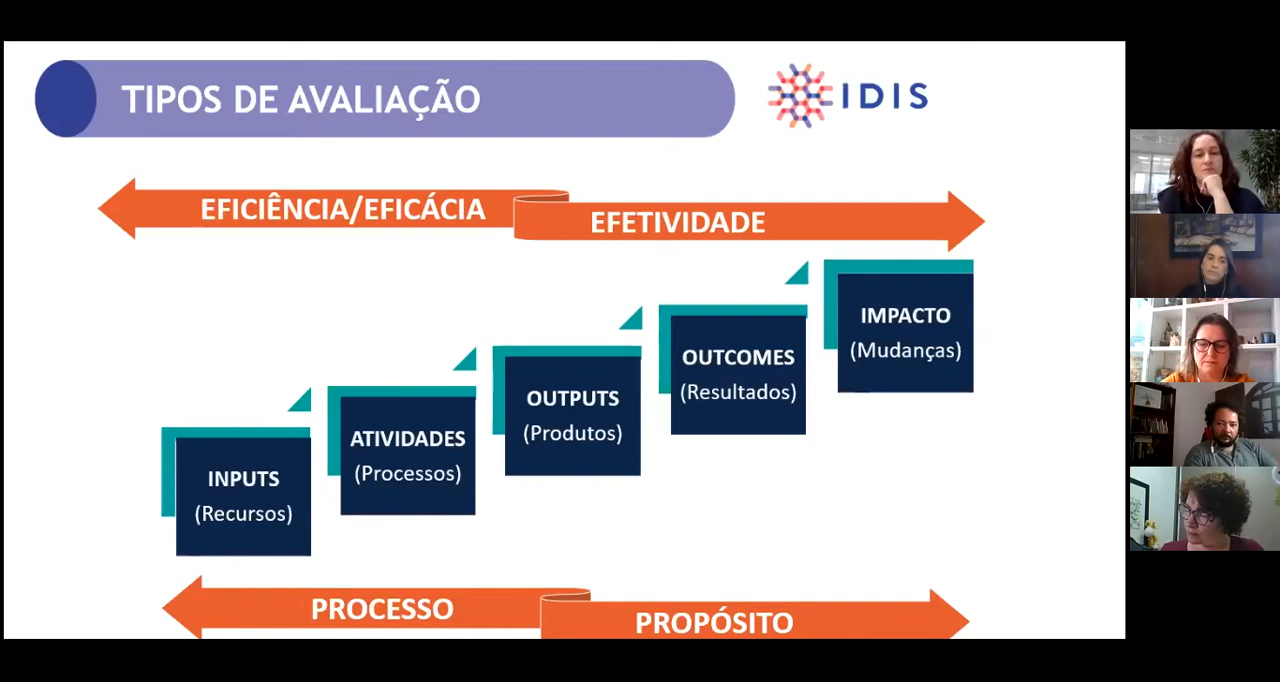 TIPOS DE AVALIAÇÃO
IDIS
EFICIÊNCIA/EFICÁCIA
EFETIVIDADE
IMPACTO
(Mudanças)
OUTCOMES
(Resultados)
OUTPUTS
(Produtos)
ATIVIDADES
(Processos)
INPUTS
(Recursos)
PROCESSO
PROPÓSITO